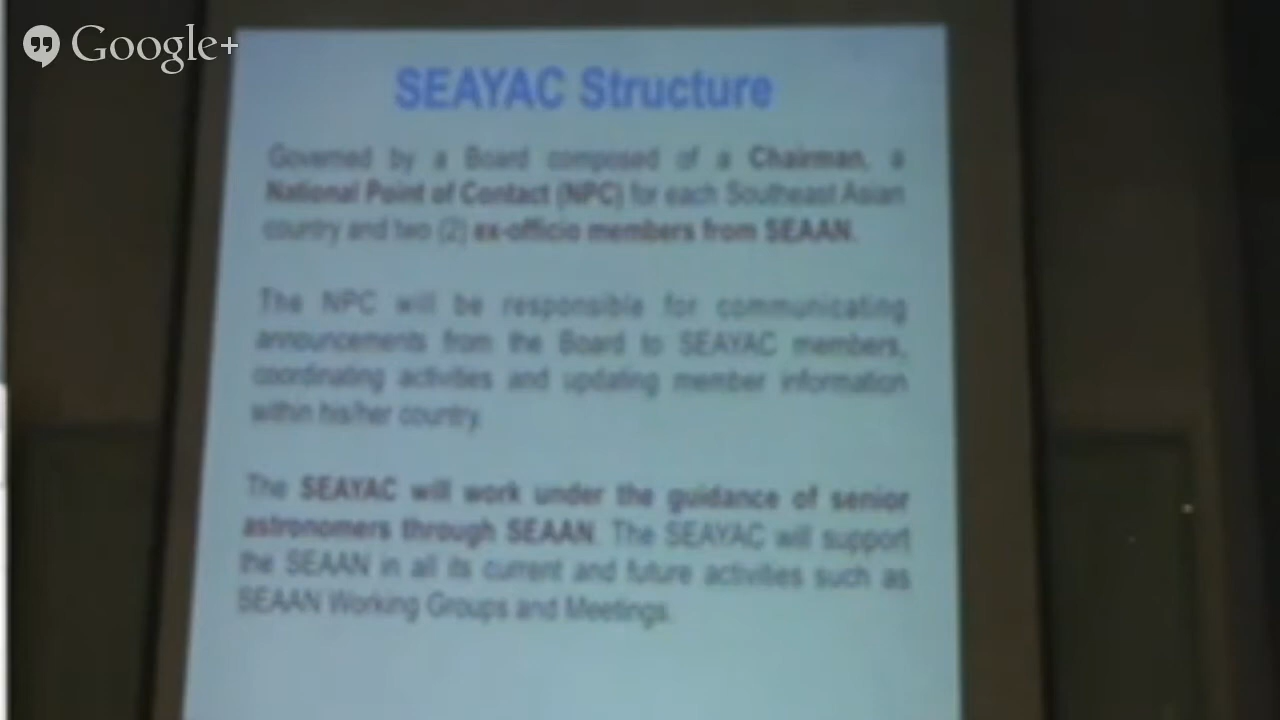 Google+
SEAYAC Structure
Governed by a Board composed of a Chairman, a
National Point of Contact (NPC) for each Southeast Asian
country and two (2) ex-officio members from SEAAN.
The NPC will be responsible for communicating
announcements from the Board to SEAYAC members,
coordinating activities and updating member information
within his/her country.
The SEAYAC will work under the guidance of senior
astronomers through SEAAN. The SEAYAC will support
the SEAAN in all its current and future activities such as
SEAAN Working Groups and Meetings.